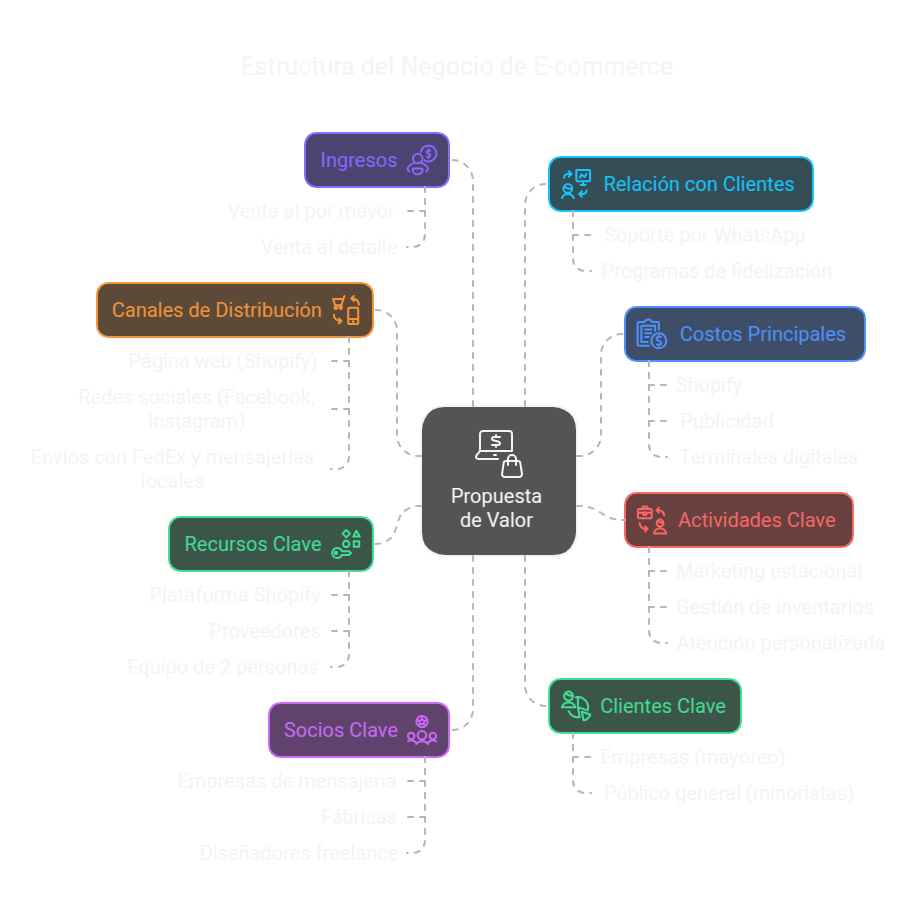 Estructura del Negocio de E-commerce
Ingresos
Venta al por mayor
Venta al detalle
Canales de Distribución
Página web (Shopify)
Redes sociales (Facebook,
Instagram)
Envíos con FedEx y mensajerías
locales
Recursos Clave
Plataforma Shopify
Proveedores
Equipo de 2 personas
Socios Clave
Empresas de mensajería
Fábricas
Diseñadores freelance
Propuesta
de Valor
Relación con Clientes
Soporte por WhatsApp
Programas de fidelización
Costos Principales
Shopify
Publicidad
Terminales digitales
Actividades Clave
Marketing estacional
Gestión de inventarios
Atención personalizada
Clientes Clave
Empresas (mayoreo)
Público general (minoristas)